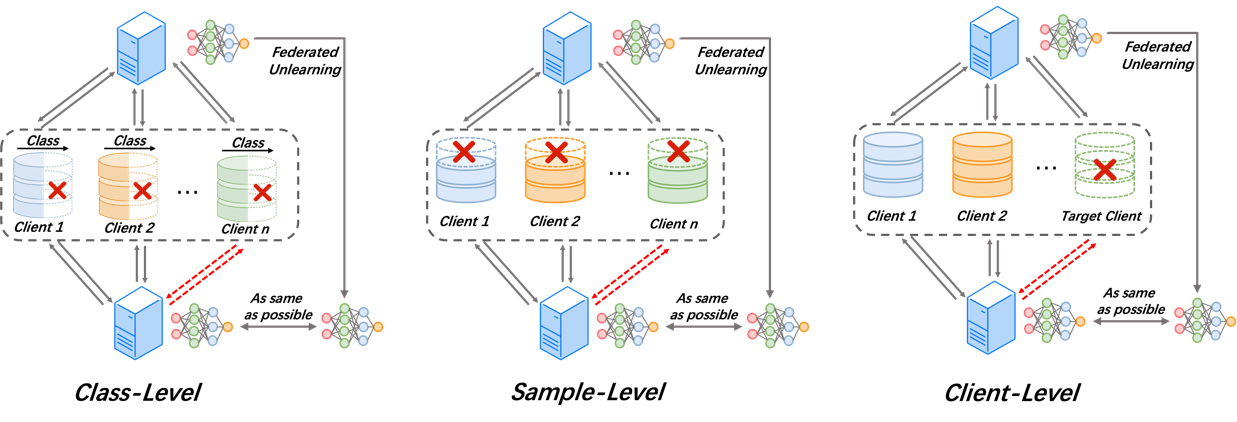 Federated
Unlearning
Class
Class
Class
Client 1
Client 2
...
Client n
As same
as possible
Class-Level
Federated
Unlearning
...
Client 1
Client 2
Client n
As same
as possible
Sample-Level
Federated
Unlearning
...
Client 1
Client 2
Target Client
As same
as possible
Client-Level